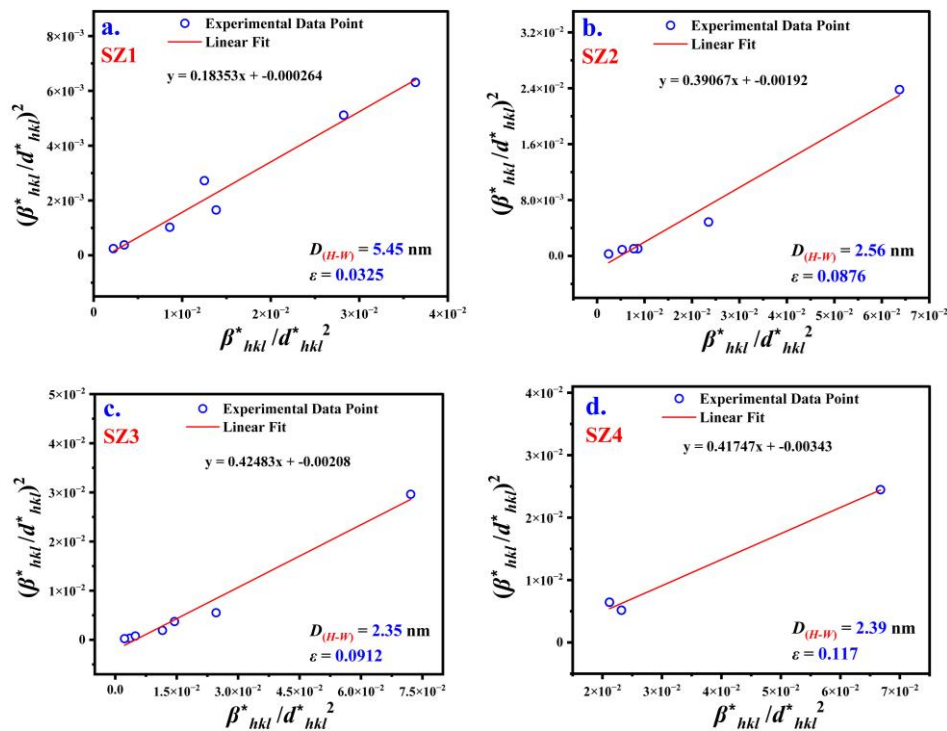 a.
SZ1
Experimental Data Point
Linear Fit
y = 0.18353x + -0.000264
8×10⁻³
6×10⁻³
4×10⁻³
2×10⁻³
0
(β*hkl/d*hkl)²
D(H-W) = 5.45 nm
ε = 0.0325
0 1×10⁻² 2×10⁻² 3×10⁻² 4×10⁻²
β*hkl/d*hkl²
b.
SZ2
Experimental Data Point
Linear Fit
y = 0.39067x + -0.00192
3.2×10⁻²
2.4×10⁻²
1.6×10⁻²
8.0×10⁻³
0.0
(β*hkl/d*hkl)²
D(H-W) = 2.56 nm
ε = 0.0876
0 1×10⁻² 2×10⁻² 3×10⁻² 4×10⁻² 5×10⁻² 6×10⁻² 7×10⁻²
β*hkl/d*hkl²
c.
SZ3
Experimental Data Point
Linear Fit
y = 0.42483x + -0.00208
5×10⁻²
4×10⁻²
3×10⁻²
2×10⁻²
1×10⁻²
0
(β*hkl/d*hkl)²
D(H-W) = 2.35 nm
ε = 0.0912
0.0 1.5×10⁻² 3.0×10⁻² 4.5×10⁻² 6.0×10⁻² 7.5×10⁻²
β*hkl/d*hkl²
d.
SZ4
Experimental Data Point
Linear Fit
y = 0.41747x + -0.00343
4×10⁻²
3×10⁻²
2×10⁻²
1×10⁻²
0
(β*hkl/d*hkl)²
D(H-W) = 2.39 nm
ε = 0.117
2×10⁻² 3×10⁻² 4×10⁻² 5×10⁻² 6×10⁻² 7×10⁻²
β*hkl/d*hkl²